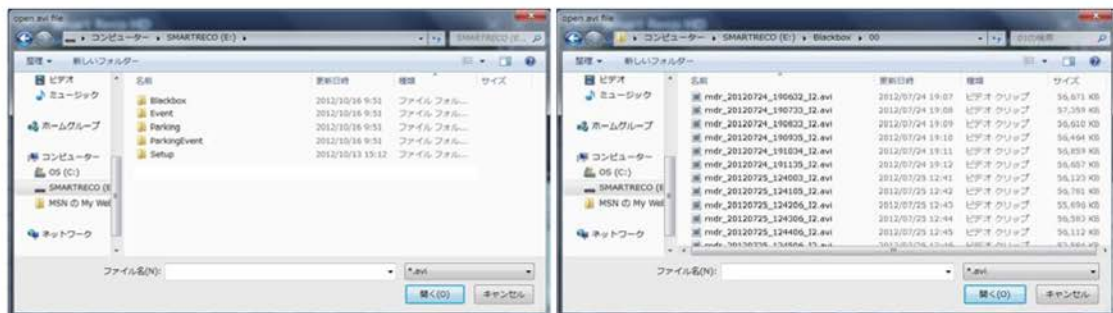 open avi file
コンピューター ▸ SMARTRECO (E:) ▸
整理 ▾ 新しいフォルダー
ビデオ
ミュージック
ホームグループ
コンピューター
OS (C:)
SMARTRECO (E
MSN の My Wel
ネットワーク
名前 更新日時 種類 サイズ
Blackbox 2012/10/16 9:51 ファイル フォル...
Event 2012/10/16 9:51 ファイル フォル...
Parking 2012/10/16 9:51 ファイル フォル...
ParkingEvent 2012/10/16 9:51 ファイル フォル...
Setup 2012/10/13 15:12 ファイル フォル...
ファイル名(N): *.avi
開く(O) キャンセル
open avi file
コンピューター ▸ SMARTRECO (E:) ▸ Blackbox ▸ 00
整理 ▾ 新しいフォルダー
ビデオ
ミュージック
ホームグループ
コンピューター
OS (C:)
SMARTRECO (E
MSN の My Wel
ネットワーク
名前 更新日時 種類 サイズ
mdr_20120724_190632_I2.avi 2012/07/24 19:07 ビデオ クリップ 56,671 KB
mdr_20120724_190733_I2.avi 2012/07/24 19:08 ビデオ クリップ 57,359 KB
mdr_20120724_190833_I2.avi 2012/07/24 19:09 ビデオ クリップ 56,610 KB
mdr_20120724_190935_I2.avi 2012/07/24 19:10 ビデオ クリップ 56,464 KB
mdr_20120724_191034_I2.avi 2012/07/24 19:11 ビデオ クリップ 56,859 KB
mdr_20120724_191135_I2.avi 2012/07/24 19:12 ビデオ クリップ 56,687 KB
mdr_20120725_124003_I2.avi 2012/07/25 12:41 ビデオ クリップ 56,123 KB
mdr_20120725_124105_I2.avi 2012/07/25 12:42 ビデオ クリップ 56,781 KB
mdr_20120725_124206_I2.avi 2012/07/25 12:43 ビデオ クリップ 55,696 KB
mdr_20120725_124306_I2.avi 2012/07/25 12:44 ビデオ クリップ 56,583 KB
mdr_20120725_124406_I2.avi 2012/07/25 12:45 ビデオ クリップ 56,112 KB
mdr_20120725_124506_I2.avi
ファイル名(N): *.avi
開く(O) キャンセル